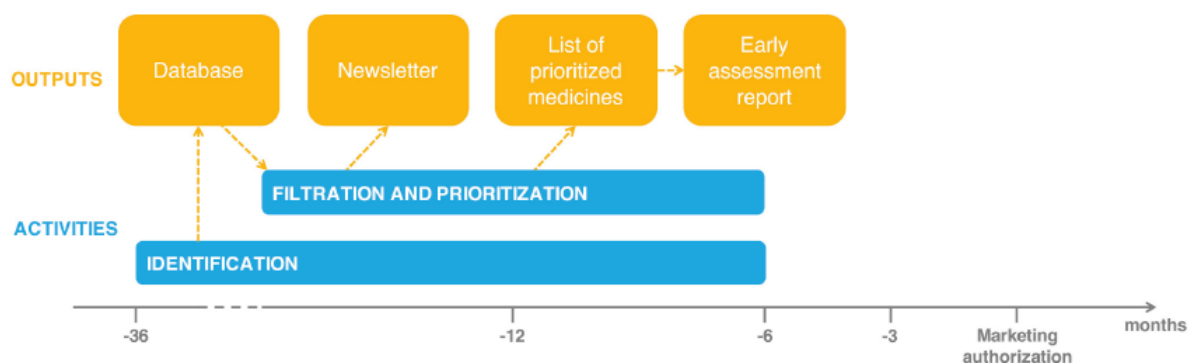 OUTPUTS
Database
Newsletter
List of
prioritized
medicines
Early
assessment
report
ACTIVITIES
FILTRATION AND PRIORITIZATION
IDENTIFICATION
-36
-12
-6
-3
Marketing
authorization
months